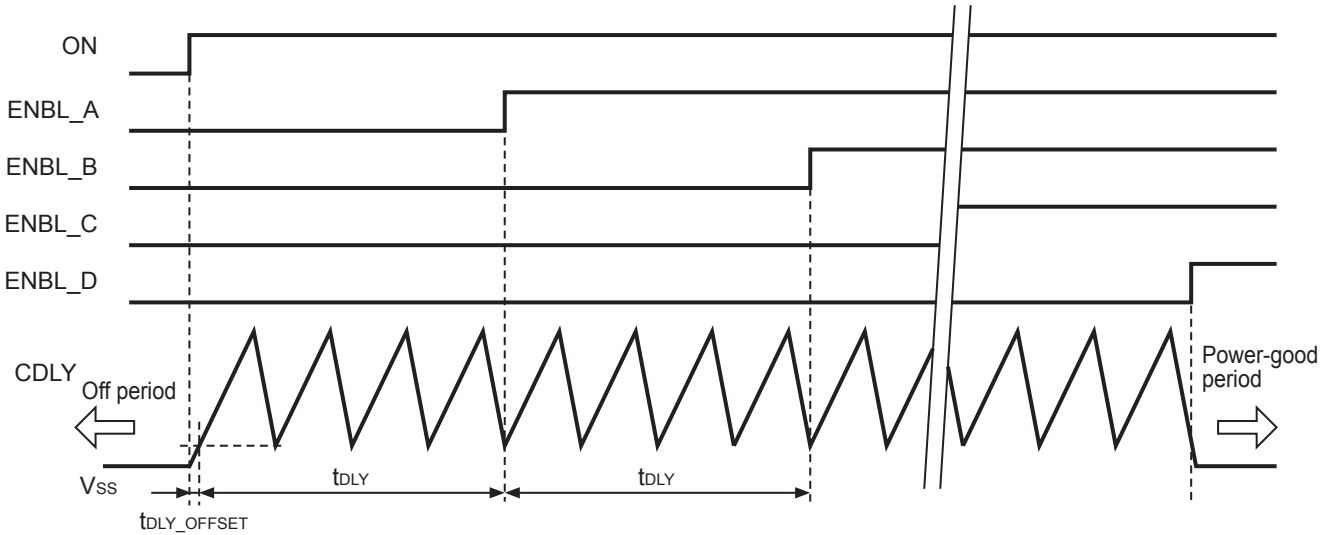 ON
ENBL_A
ENBL_B
ENBL_C
ENBL_D
CDLY
Off period
Power-good
period
VSS
tDLY
tDLY
tDLY_OFFSET